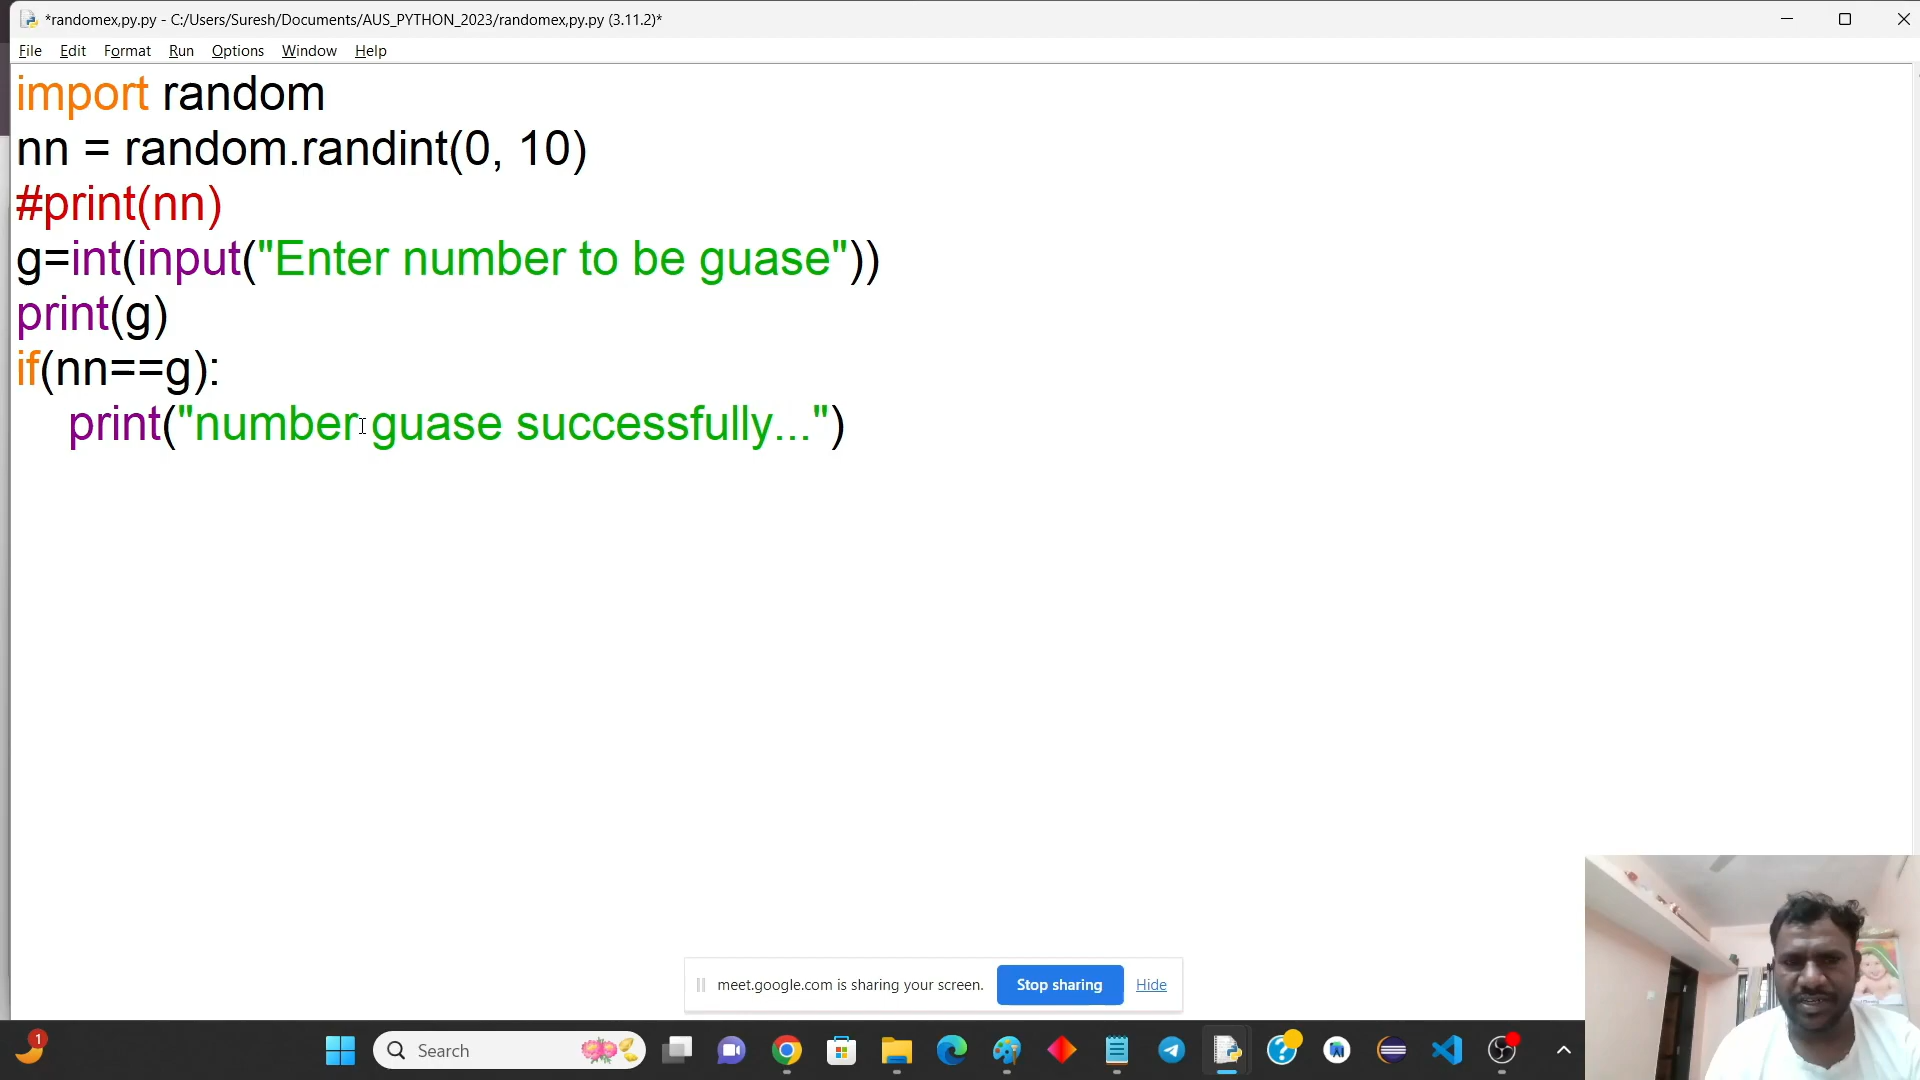 *randomex,py.py - C:/Users/Suresh/Documents/AUS_PYTHON_2023/randomex,py.py (3.11.2)*
File Edit Format Run Options Window Help
import random
nn = random.randint(0, 10)
#print(nn)
g=int(input("Enter number to be guase"))
print(g)
if(nn==g):
    print("number guase successfully...")
meet.google.com is sharing your screen. Stop sharing Hide
1
Search